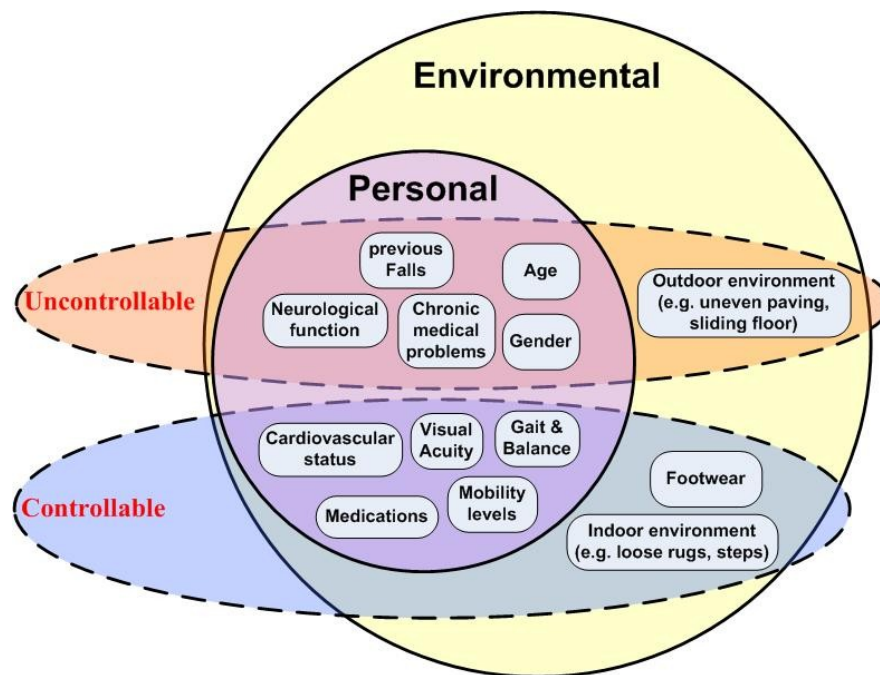 Environmental
Personal
previous
Falls
Age
Outdoor environment
(e.g. uneven paving,
sliding floor)
Uncontrollable
Neurological
function
Chronic
medical
problems
Gender
Cardiovascular
status
Visual
Acuity
Gait &
Balance
Footwear
Controllable
Medications
Mobility
levels
Indoor environment
(e.g. loose rugs, steps)